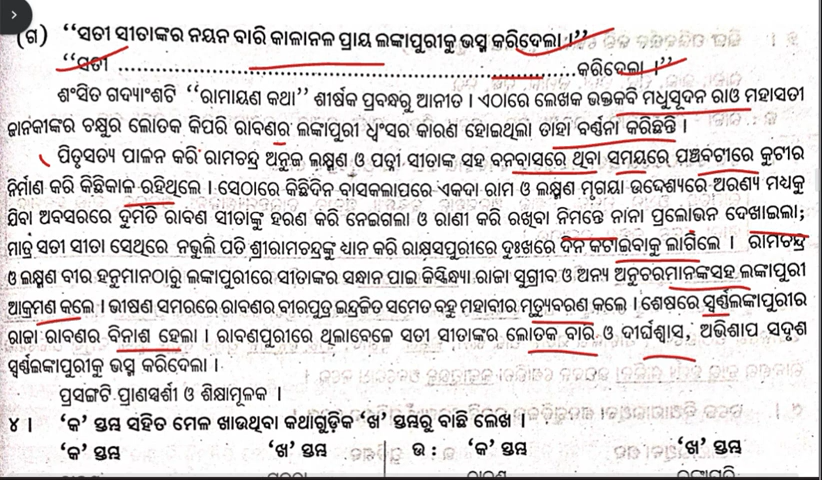 (ଗ) “ସତୀ ସୀତାଙ୍କର ନୟନ ବାରି କାଳାନଳ ପ୍ରାୟ ଲଙ୍କାପୁରୀକୁ ଭସ୍ମ କରିଦେଲା ।”
“ସତୀ ........................................................................ କରିଦେଲା ।”
ଶଂସିତ ଗଦ୍ୟାଂଶଟି “ରାମାୟଣ କଥା” ଶୀର୍ଷକ ପ୍ରବନ୍ଧରୁ ଆନୀତ । ଏଠାରେ ଲେଖକ ଭକ୍ତକବି ମଧୁସୂଦନ ରାଓ ମହାସତୀ
ଜାନକୀଙ୍କର ଚକ୍ଷୁର ଲୋତକ କିପରି ରାବଣର ଲଙ୍କାପୁରୀ ଧ୍ୱଂସର କାରଣ ହୋଇଥିଲା ତାହା ବର୍ଣ୍ଣନା କରିଛନ୍ତି ।
ପିତୃସତ୍ୟ ପାଳନ କରି ରାମଚନ୍ଦ୍ର ଅନୁଜ ଲକ୍ଷ୍ମଣ ଓ ପତ୍ନୀ ସୀତାଙ୍କ ସହ ବନବାସରେ ଥିବା ସମୟରେ ପଞ୍ଚବଟୀରେ କୁଟୀର
ନିର୍ମାଣ କରି କିଛିକାଳ ରହିଥିଲେ । ସେଠାରେ କିଛିଦିନ ବାସକଲାପରେ ଏକଦା ରାମ ଓ ଲକ୍ଷ୍ମଣ ମୃଗୟା ଉଦ୍ଦେଶ୍ୟରେ ଅରଣ୍ୟ ମଧ୍ୟକୁ
ଯିବା ଅବସରରେ ଦୁର୍ମତି ରାବଣ ସୀତାଙ୍କୁ ହରଣ କରି ନେଇଗଲା ଓ ରାଣୀ କରି ରଖିବା ନିମନ୍ତେ ନାନା ପ୍ରଲୋଭନ ଦେଖାଇଲା;
ମାତ୍ର ସତୀ ସୀତା ସେଥିରେ ନଭୁଲି ପତି ଶ୍ରୀରାମଚନ୍ଦ୍ରଙ୍କୁ ଧ୍ୟାନ କରି ରାକ୍ଷସପୁରୀରେ ଦୁଃଖରେ ଦିନ କଟାଇବାକୁ ଲାଗିଲେ । ରାମଚନ୍ଦ୍ର
ଓ ଲକ୍ଷ୍ମଣ ବୀର ହନୁମାନଠାରୁ ଲଙ୍କାପୁରୀରେ ସୀତାଙ୍କର ସନ୍ଧାନ ପାଇ କିଷ୍କିନ୍ଧ୍ୟା ରାଜା ସୁଗ୍ରୀବ ଓ ଅନ୍ୟ ଅନୁଚରମାନଙ୍କସହ ଲଙ୍କାପୁରୀ
ଆକ୍ରମଣ କଲେ । ଭୀଷଣ ସମରରେ ରାବଣର ବୀରପୁତ୍ର ଇନ୍ଦ୍ରଜିତ ସମେତ ବହୁ ମହାବୀର ମୃତ୍ୟୁବରଣ କଲେ । ଶେଷରେ ସ୍ୱର୍ଣ୍ଣଲଙ୍କାପୁରୀର
ରାଜା ରାବଣର ବିନାଶ ହେଲା । ରାବଣପୁରୀରେ ଥିଲାବେଳେ ସତୀ ସୀତାଙ୍କର ଲୋତକ ବାରି ଓ ଦୀର୍ଘଶ୍ୱାସ, ଅଭିଶାପ ସଦୃଶ
ସ୍ୱର୍ଣ୍ଣଲଙ୍କାପୁରୀକୁ ଭସ୍ମ କରିଦେଲା ।
ପ୍ରସଙ୍ଗଟି ପ୍ରାଣସ୍ପର୍ଶୀ ଓ ଶିକ୍ଷାମୂଳକ ।
୪ । ‘କ’ ସ୍ତମ୍ଭ ସହିତ ମେଳ ଖାଉଥିବା କଥାଗୁଡ଼ିକ ‘ଖ’ ସ୍ତମ୍ଭରୁ ବାଛି ଲେଖ ।
‘କ’ ସ୍ତମ୍ଭ ‘ଖ’ ସ୍ତମ୍ଭ ଉ : ‘କ’ ସ୍ତମ୍ଭ ‘ଖ’ ସ୍ତମ୍ଭ